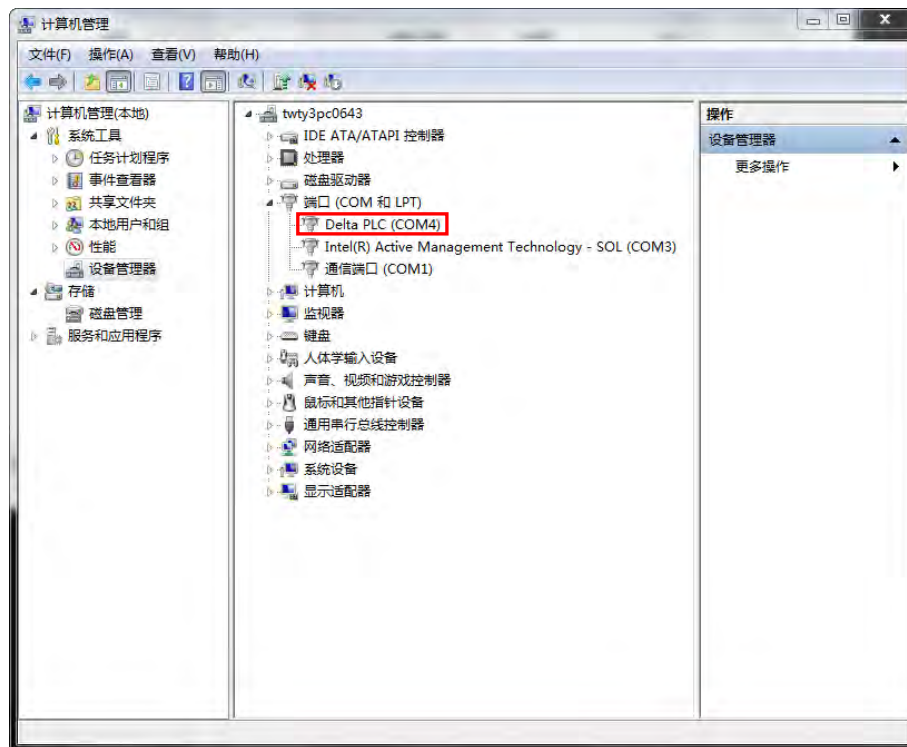 计算机管理
文件(F) 操作(A) 查看(V) 帮助(H)
计算机管理(本地)
系统工具
任务计划程序
事件查看器
共享文件夹
本地用户和组
性能
设备管理器
存储
磁盘管理
服务和应用程序
twty3pc0643
IDE ATA/ATAPI 控制器
处理器
磁盘驱动器
端口 (COM 和 LPT)
Delta PLC (COM4)
Intel(R) Active Management Technology - SOL (COM3)
通信端口 (COM1)
计算机
监视器
键盘
人体学输入设备
声音、视频和游戏控制器
鼠标和其他指针设备
通用串行总线控制器
网络适配器
系统设备
显示适配器
操作
设备管理器
更多操作